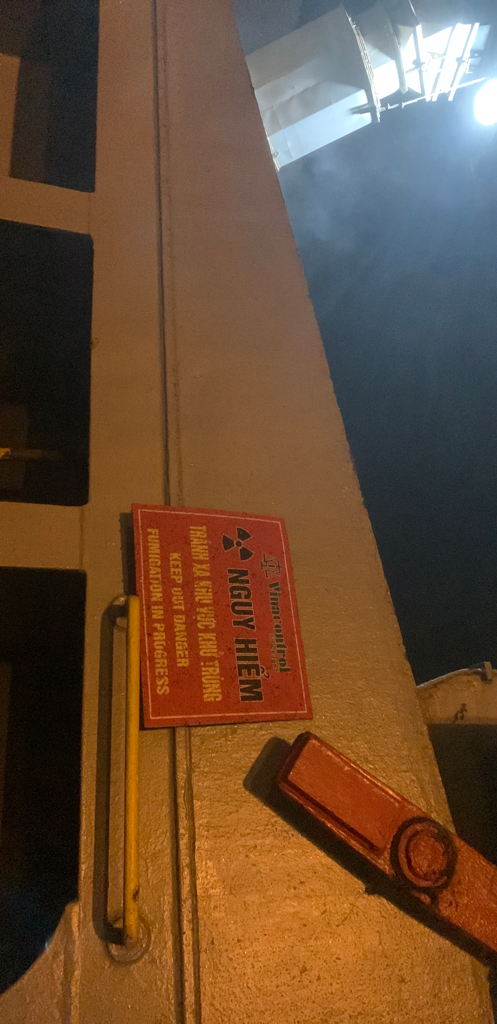 Vinacontrol
NGUY HIỂM
TRÁNH XA KHU VỰC KHỬ TRÙNG
KEEP OUT DANGER
FUMIGATION IN PROGRESS